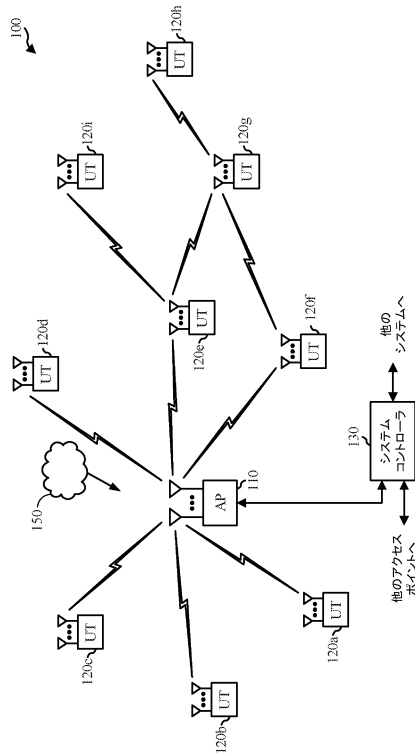 100
UT
120h
UT
120i
UT
120g
UT
120d
UT
120e
UT
120f
150
AP
110
システム
コントローラ
130
他の
システムへ
他のアクセス
ポイントへ
UT
120c
UT
120b
UT
120a